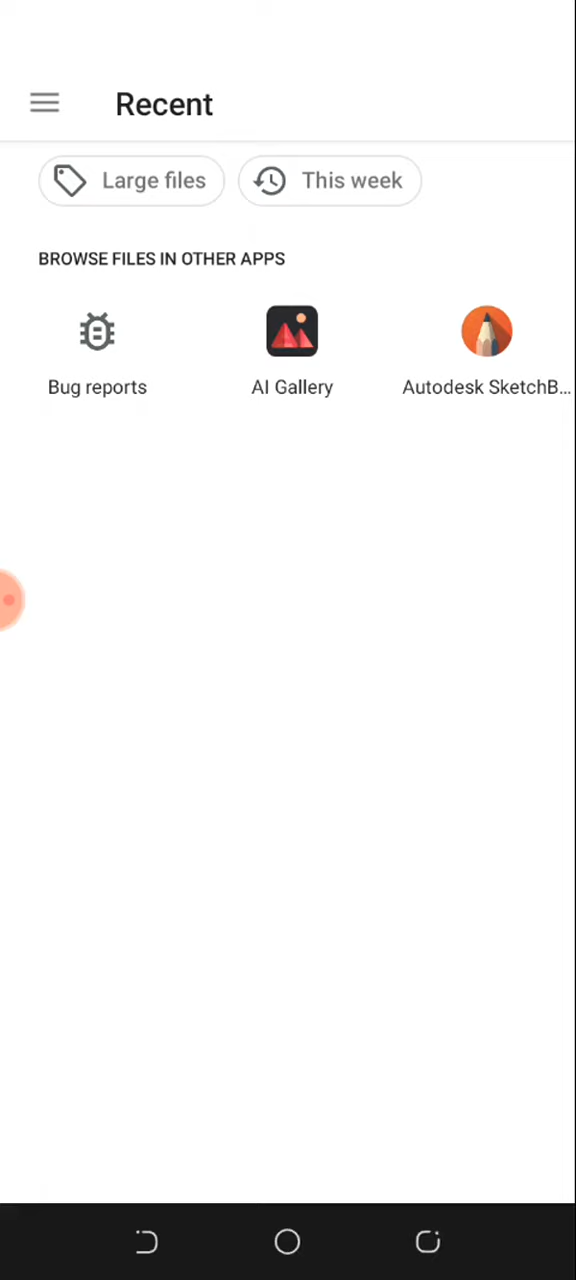 Recent
Large files
This week
BROWSE FILES IN OTHER APPS
Bug reports
AI Gallery
Autodesk SketchB...